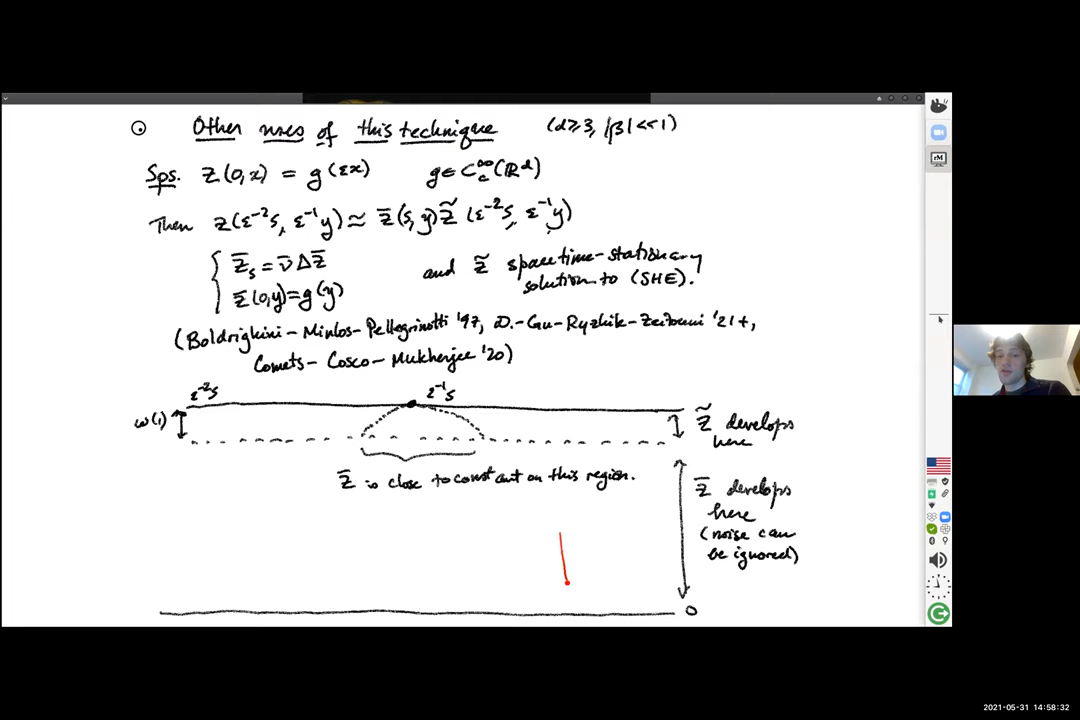 ⊙ Other uses of this technique (d≥3, |β|<<1)
Sps. Z(0,x) = g(εx) g∈C_c^∞(ℝ^d)
Then Z(ε^{-2}s, ε^{-1}y) ≈ Z̄(s,y) Z̃(ε^{-2}s, ε^{-1}y)
{ Z̄_s = ν̄ΔZ̄ and Z̃ spacetime-stationary
Z̄(0,y)=g(y) solution to (SHE).
(Boldrighini-Minlos-Pellegrinotti '97, D.-Gu-Ryzhik-Zeitouni '21+,
Comets-Cosco-Mukherjee '20)
ε^{-2}s ε^{-1}s
ω(1) Z̃ develops
here
Z̄ is close to constant on this region.
Z̄ develops
here
(noise can
be ignored)
0
rM
2021-05-31 14:58:32